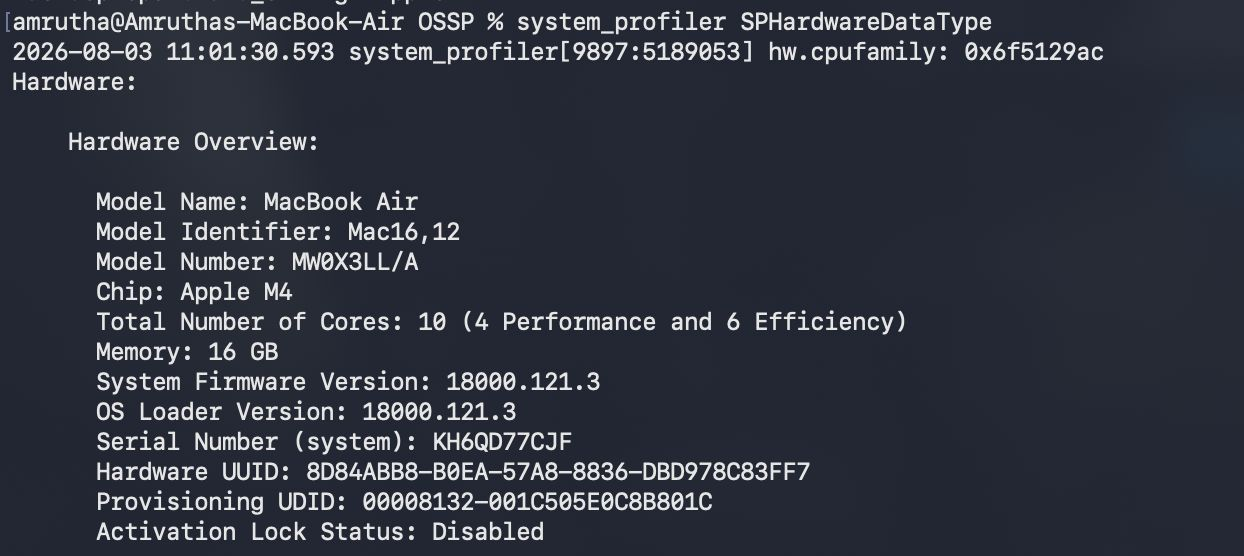 [amrutha@Amruthas-MacBook-Air OSSP % system_profiler SPHardwareDataType
2026-08-03 11:01:30.593 system_profiler[9897:5189053] hw.cpufamily: 0x6f5129ac
Hardware:
Hardware Overview:
Model Name: MacBook Air
Model Identifier: Mac16,12
Model Number: MW0X3LL/A
Chip: Apple M4
Total Number of Cores: 10 (4 Performance and 6 Efficiency)
Memory: 16 GB
System Firmware Version: 18000.121.3
OS Loader Version: 18000.121.3
Serial Number (system): KH6QD77CJF
Hardware UUID: 8D84ABB8-B0EA-57A8-8836-DBD978C83FF7
Provisioning UDID: 00008132-001C505E0C8B801C
Activation Lock Status: Disabled